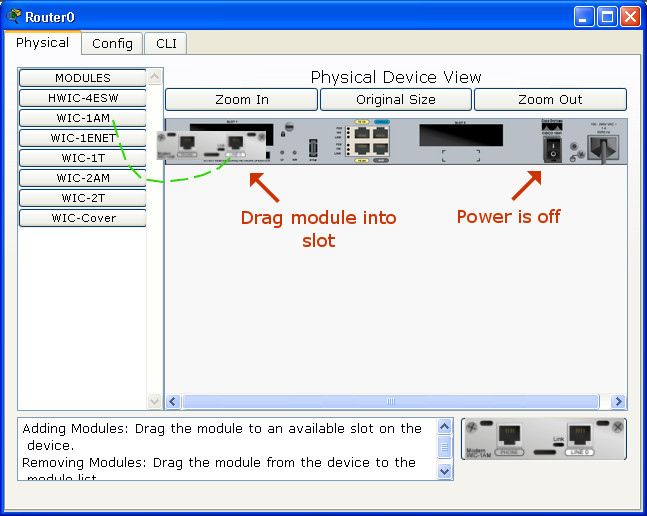 Router0
Physical
Config
CLI
MODULES
HWIC-4ESW
WIC-1AM
WIC-1ENET
WIC-1T
WIC-2AM
WIC-2T
WIC-Cover
Physical Device View
Zoom In
Original Size
Zoom Out
Drag module into
slot
Power is off
Adding Modules: Drag the module to an available slot on the
device.
Removing Modules: Drag the module from the device to the
module list
Modem
WIC-1AM
PHONE
Link
LINE 0